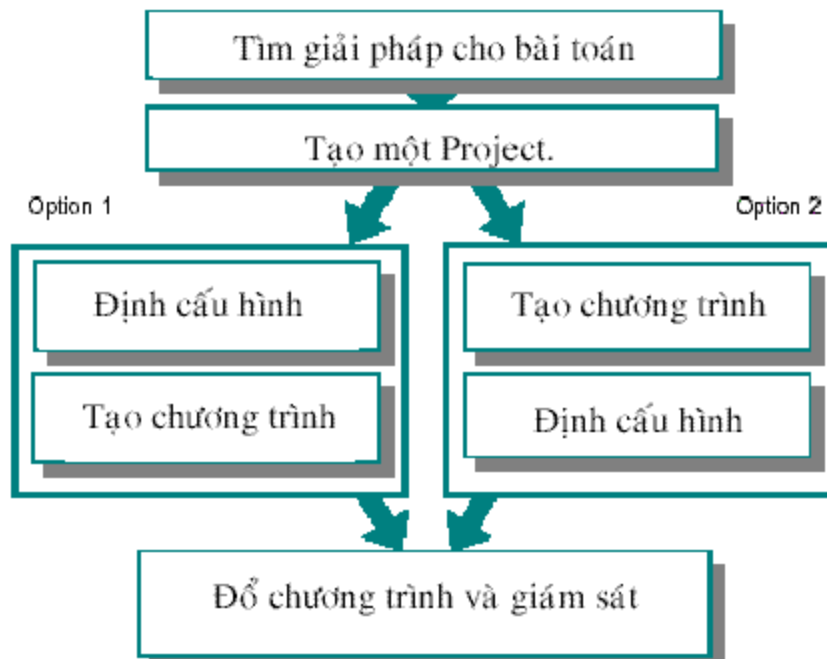 Tìm giải pháp cho bài toán
Tạo một Project.
Option 1
Option 2
Định cấu hình
Tạo chương trình
Tạo chương trình
Định cấu hình
Đổ chương trình và giám sát